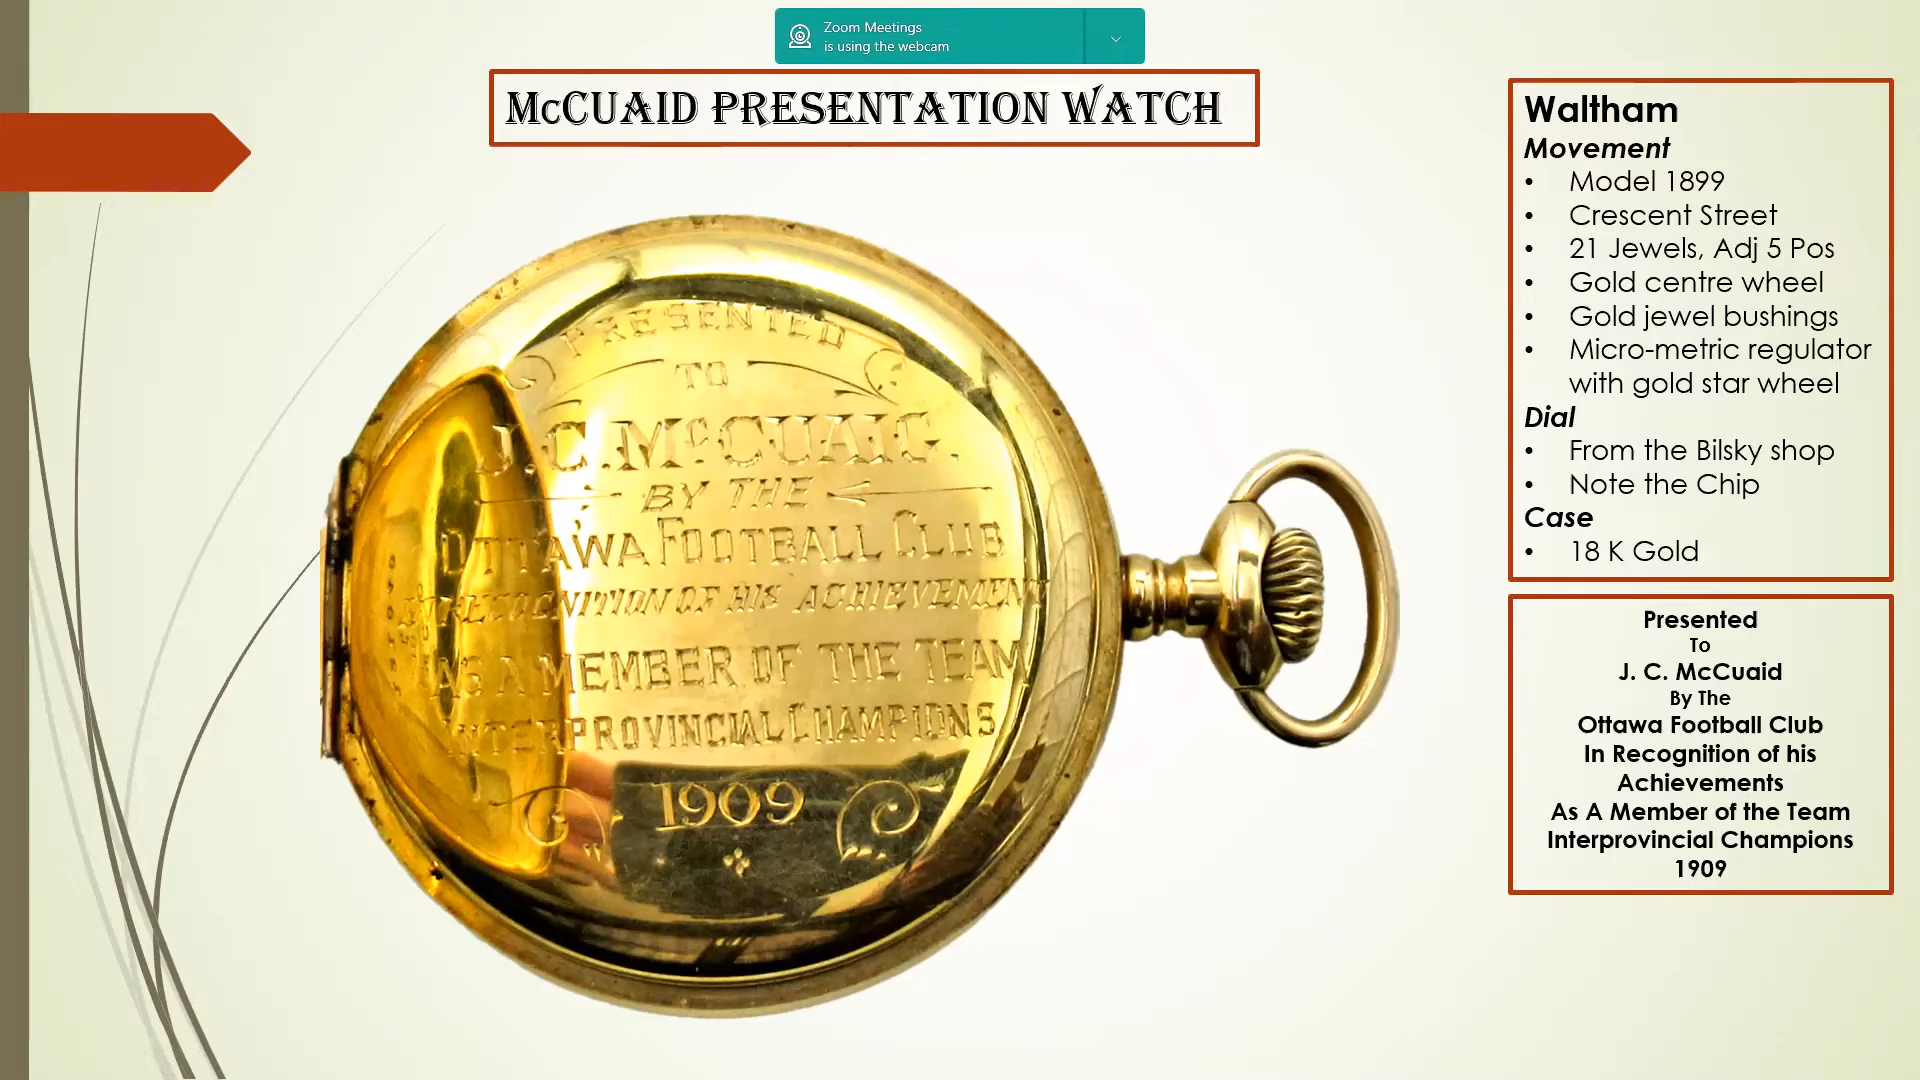 Zoom Meetings
is using the webcam
McCUAID PRESENTATION WATCH
PRESENTED
TO
J.C. McCUAIG.
BY THE
OTTAWA FOOTBALL CLUB
RECOGNITION OF HIS ACHIEVEMENT
AS A MEMBER OF THE TEAM
INTERPROVINCIAL CHAMPIONS
1909
Waltham
Movement
• Model 1899
• Crescent Street
• 21 Jewels, Adj 5 Pos
• Gold centre wheel
• Gold jewel bushings
• Micro-metric regulator
with gold star wheel
Dial
• From the Bilsky shop
• Note the Chip
Case
• 18 K Gold
Presented
To
J. C. McCuaid
By The
Ottawa Football Club
In Recognition of his
Achievements
As A Member of the Team
Interprovincial Champions
1909